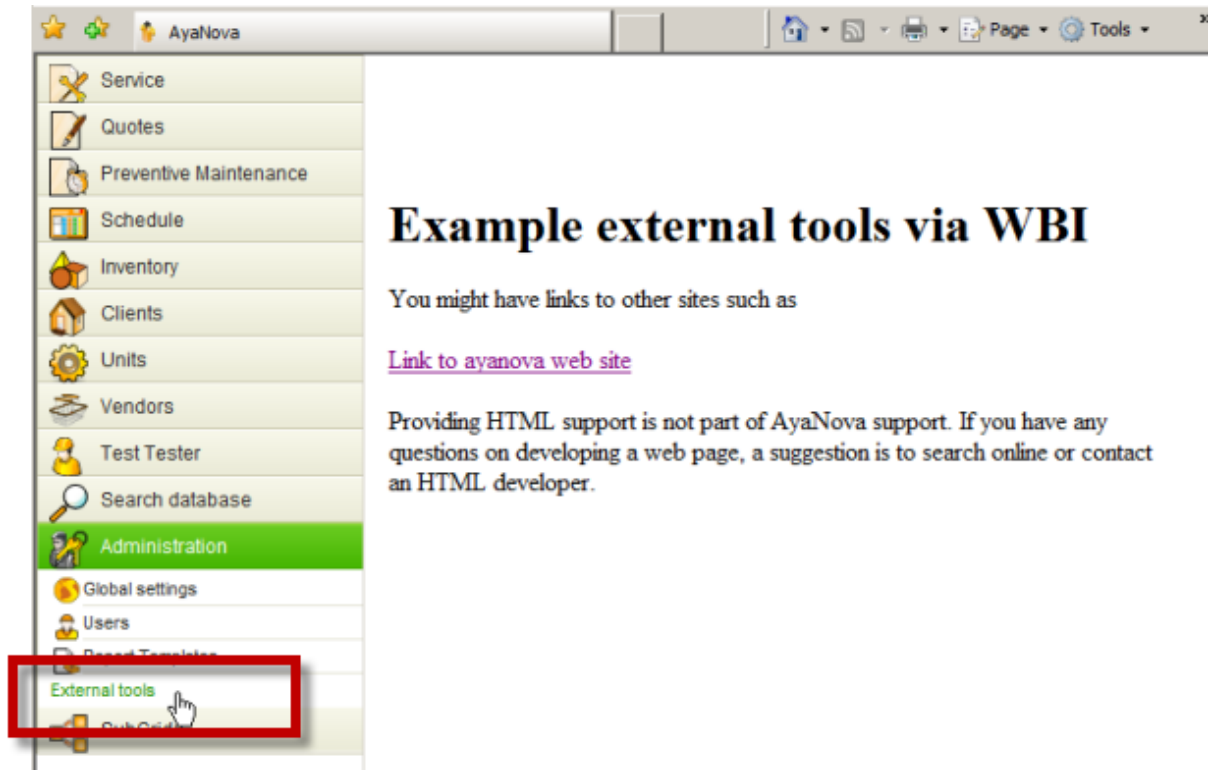 AyaNova
Page
Tools
Service
Quotes
Preventive Maintenance
Schedule
Inventory
Clients
Units
Vendors
Test Tester
Search database
Administration
Global settings
Users
Report Templates
External tools
Example external tools via WBI
You might have links to other sites such as
Link to ayanova web site
Providing HTML support is not part of AyaNova support. If you have any
questions on developing a web page, a suggestion is to search online or contact
an HTML developer.